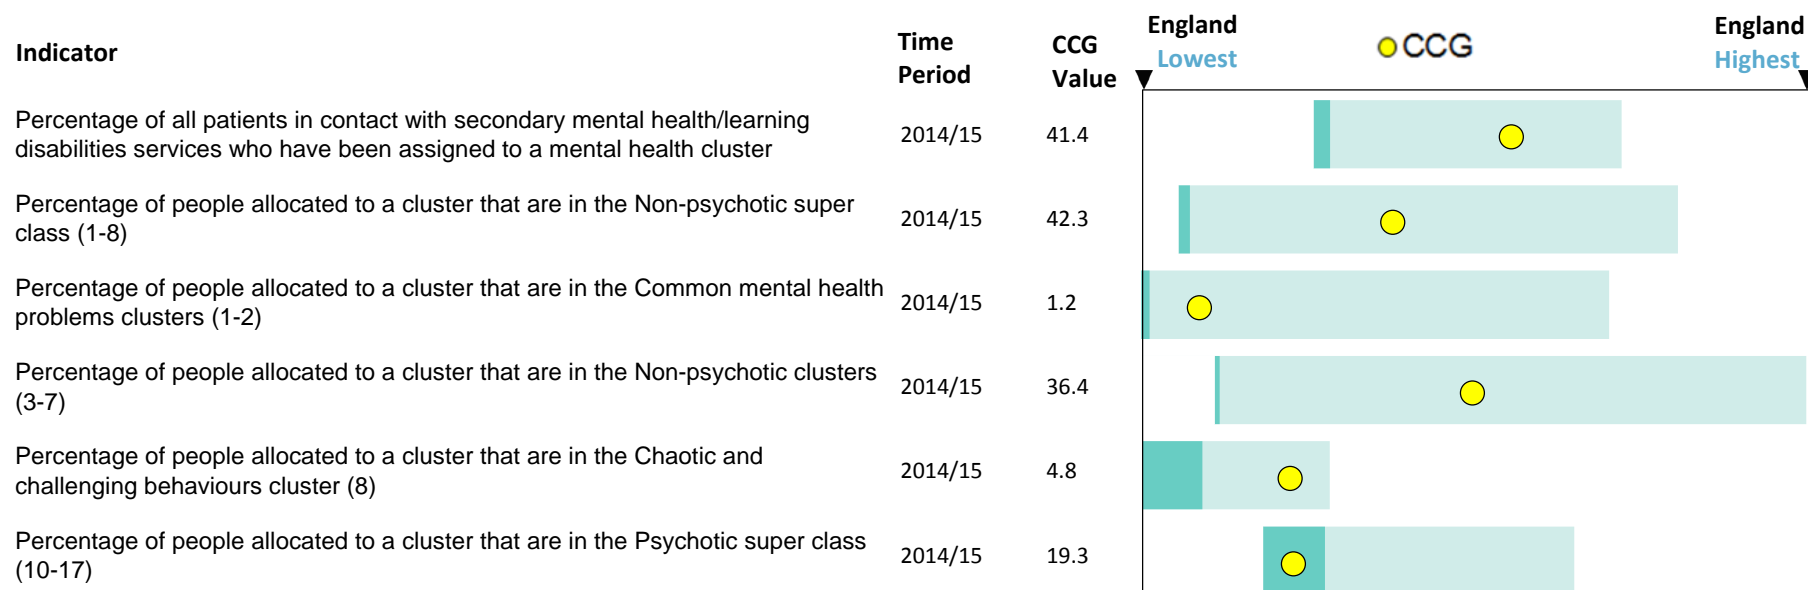 Indicator
Time
Period
CCG
Value
England
Lowest
CCG
England
Highest
Percentage of all patients in contact with secondary mental health/learning
disabilities services who have been assigned to a mental health cluster
2014/15
41.4
Percentage of people allocated to a cluster that are in the Non-psychotic super
class (1-8)
2014/15
42.3
Percentage of people allocated to a cluster that are in the Common mental health
problems clusters (1-2)
2014/15
1.2
Percentage of people allocated to a cluster that are in the Non-psychotic clusters
(3-7)
2014/15
36.4
Percentage of people allocated to a cluster that are in the Chaotic and
challenging behaviours cluster (8)
2014/15
4.8
Percentage of people allocated to a cluster that are in the Psychotic super class
(10-17)
2014/15
19.3